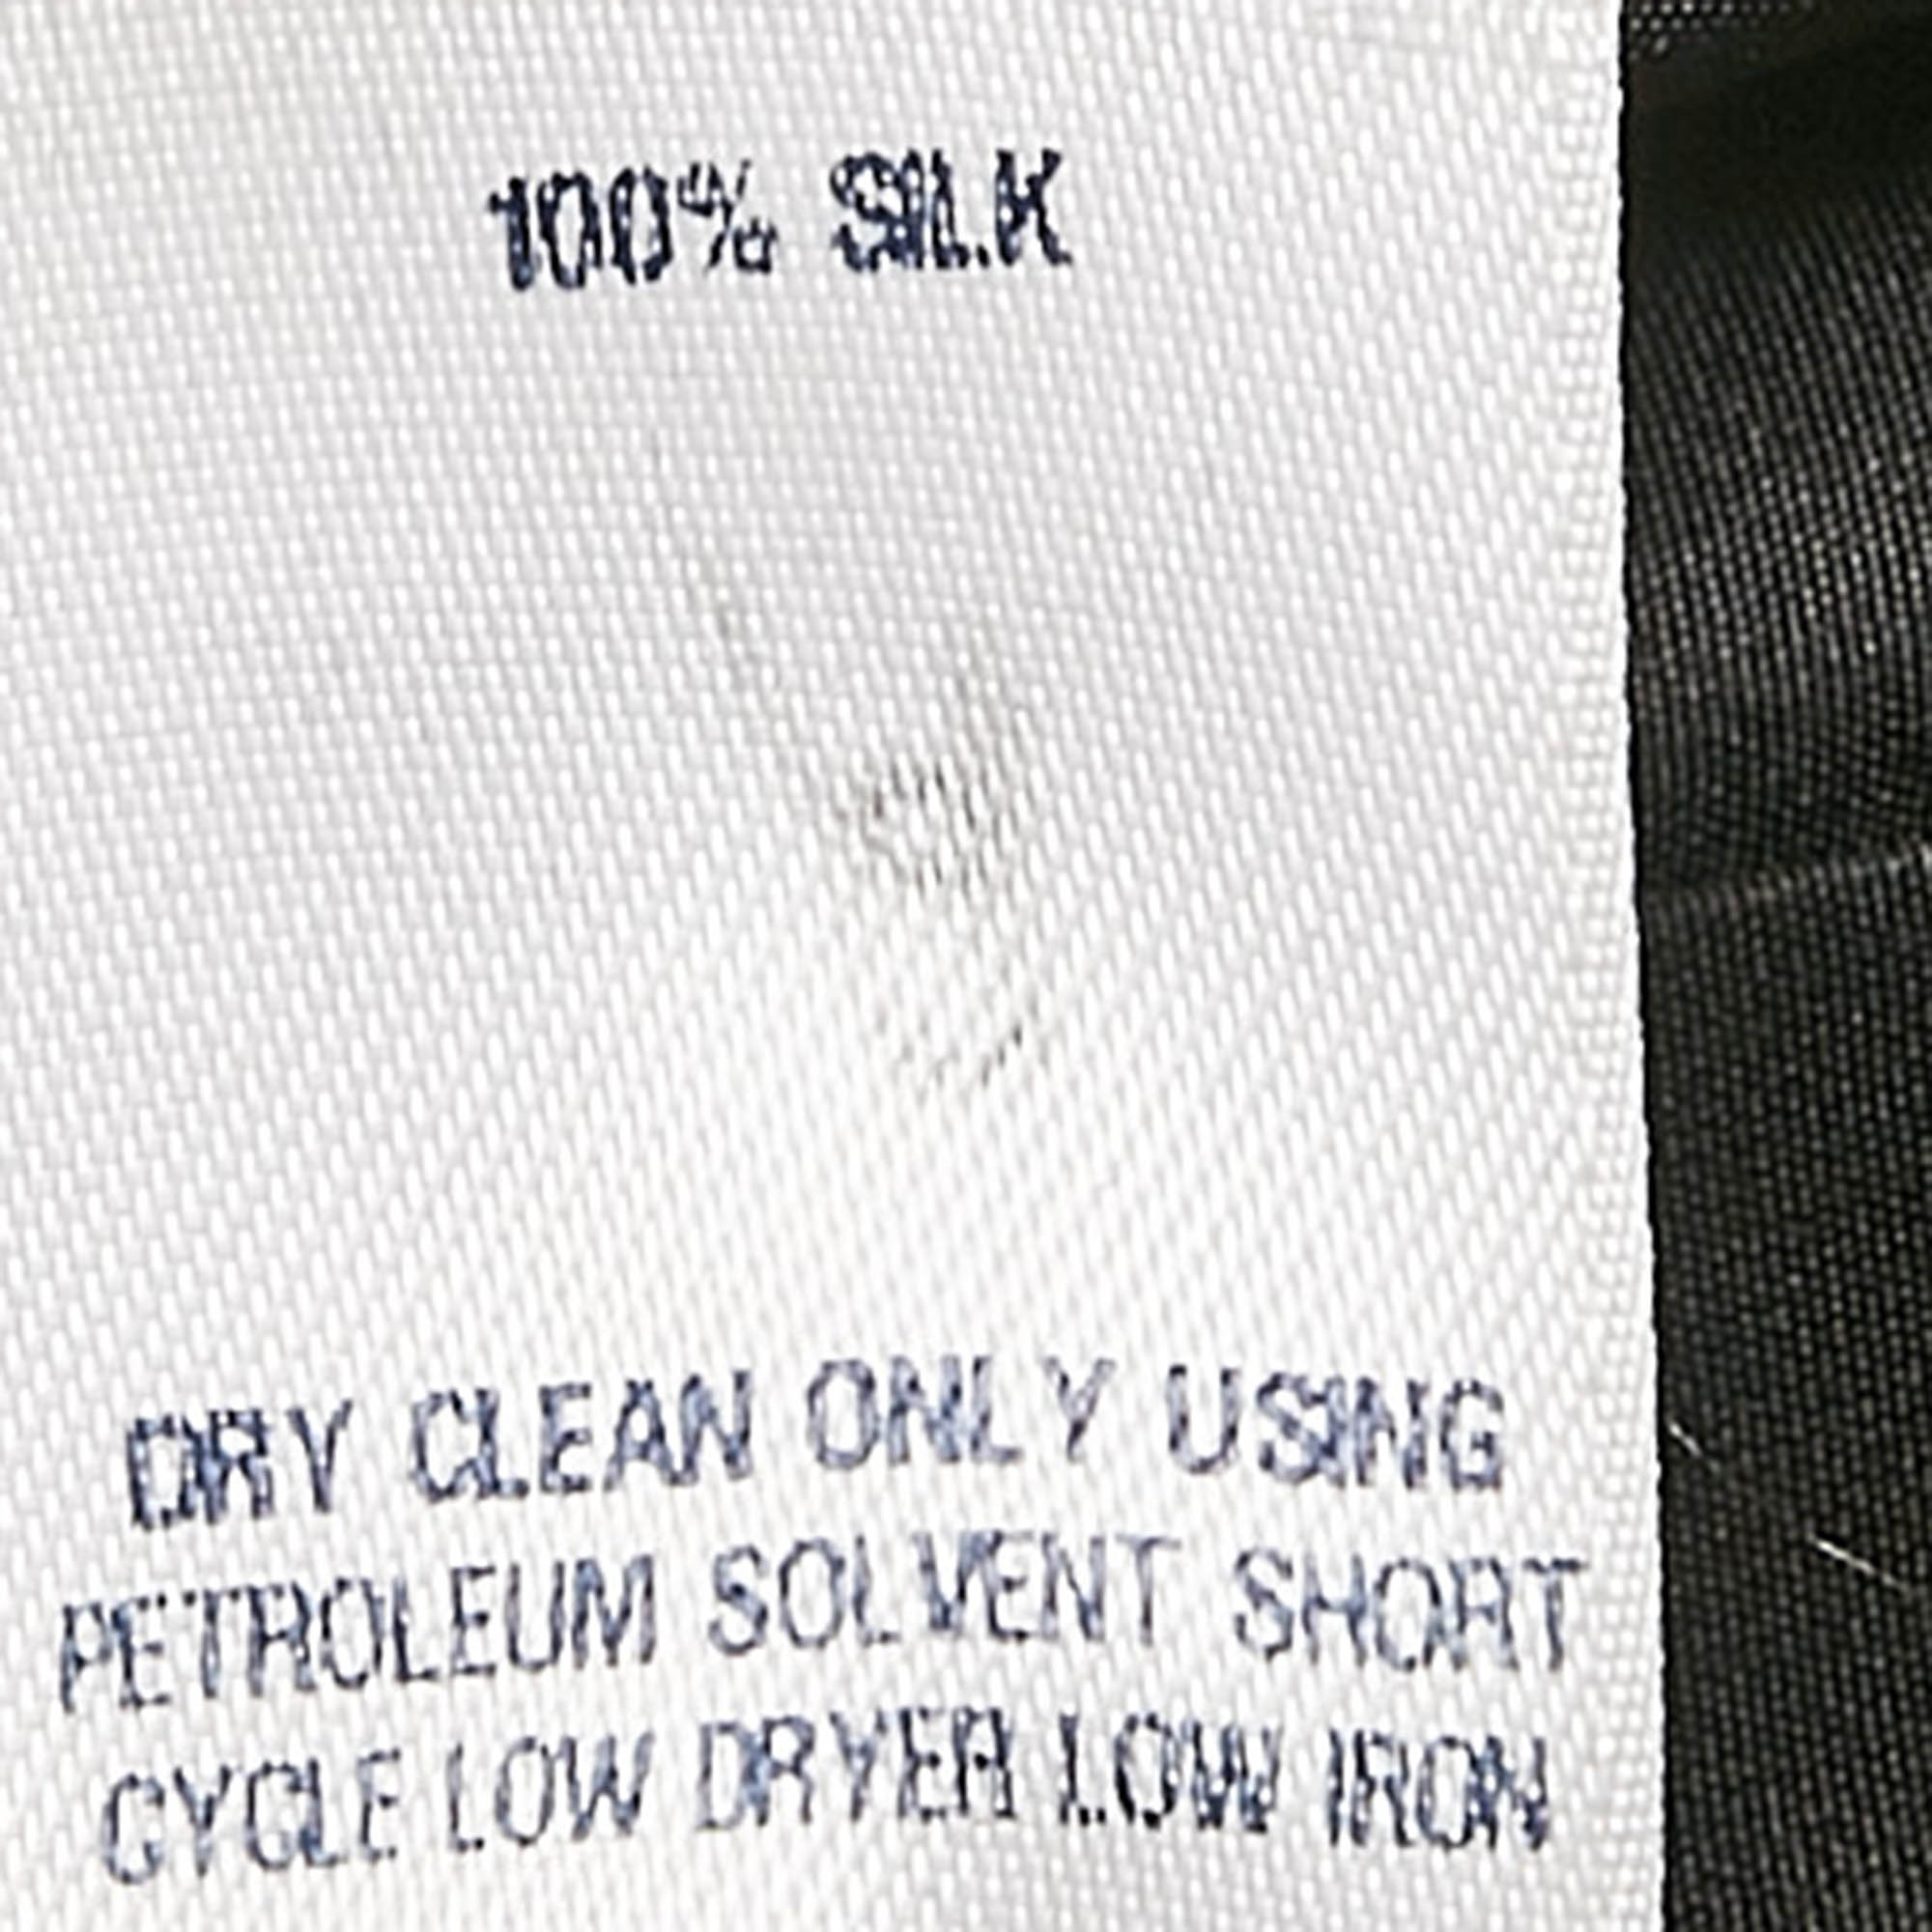 100% SILK
DRY CLEAN ONLY USING
PETROLEUM SOLVENT SHORT
CYCLE LOW DRYER LOW IRON